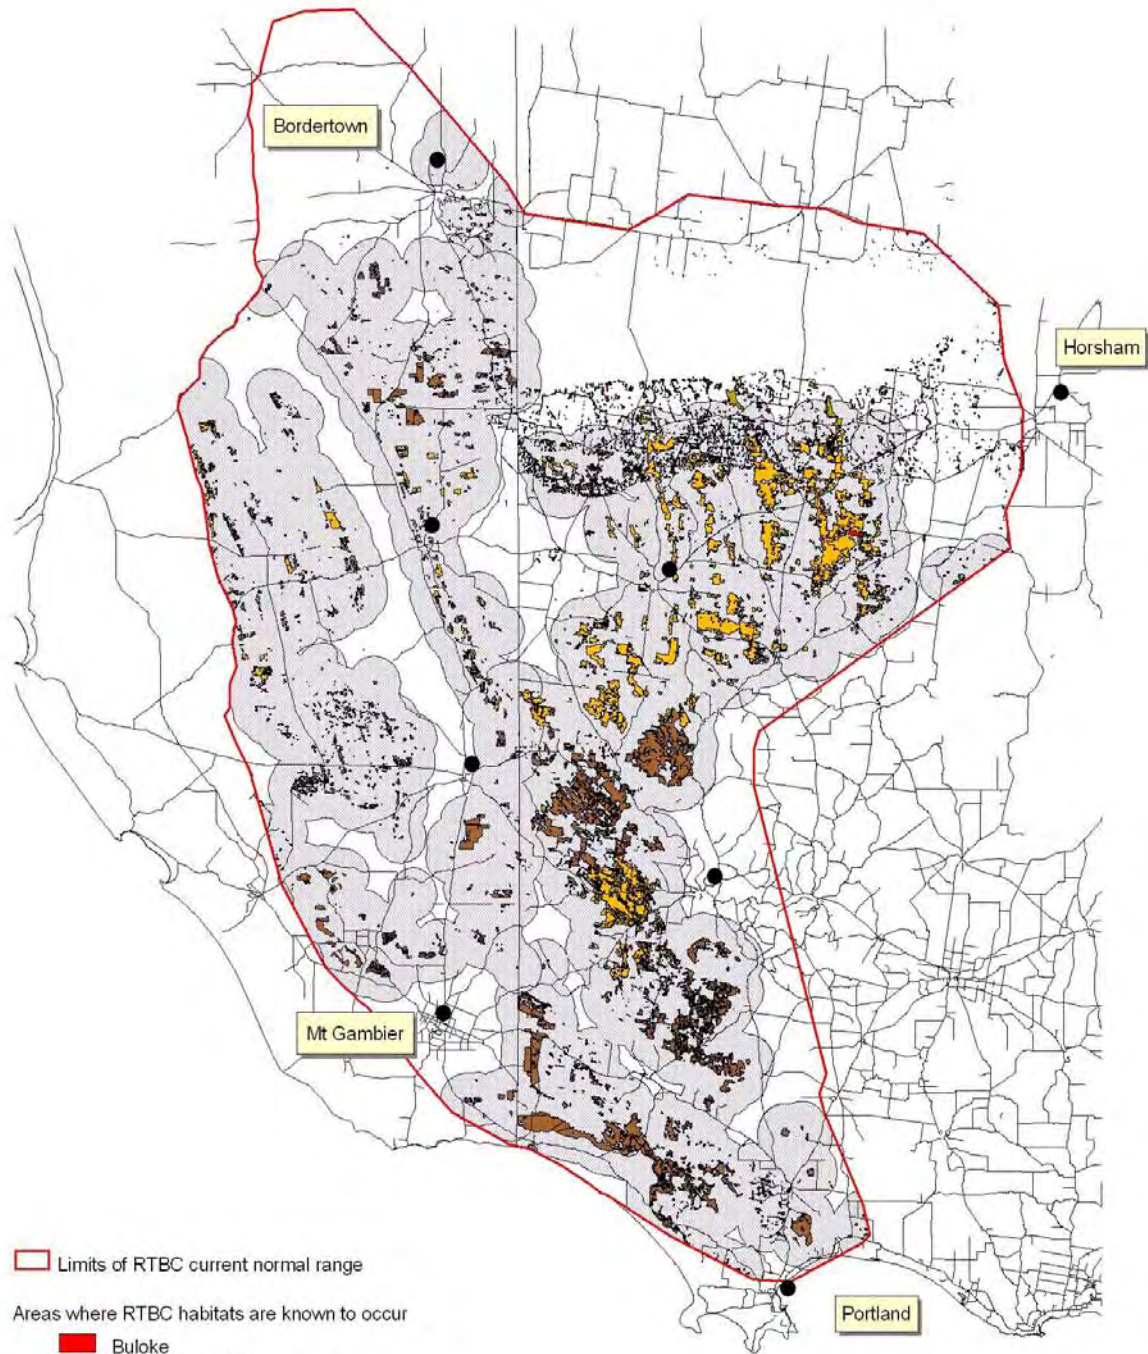 Bordertown
Horsham
Mt Gambier
Portland
Limits of RTBC current normal range
Areas where RTBC habitats are known to occur
Buloke